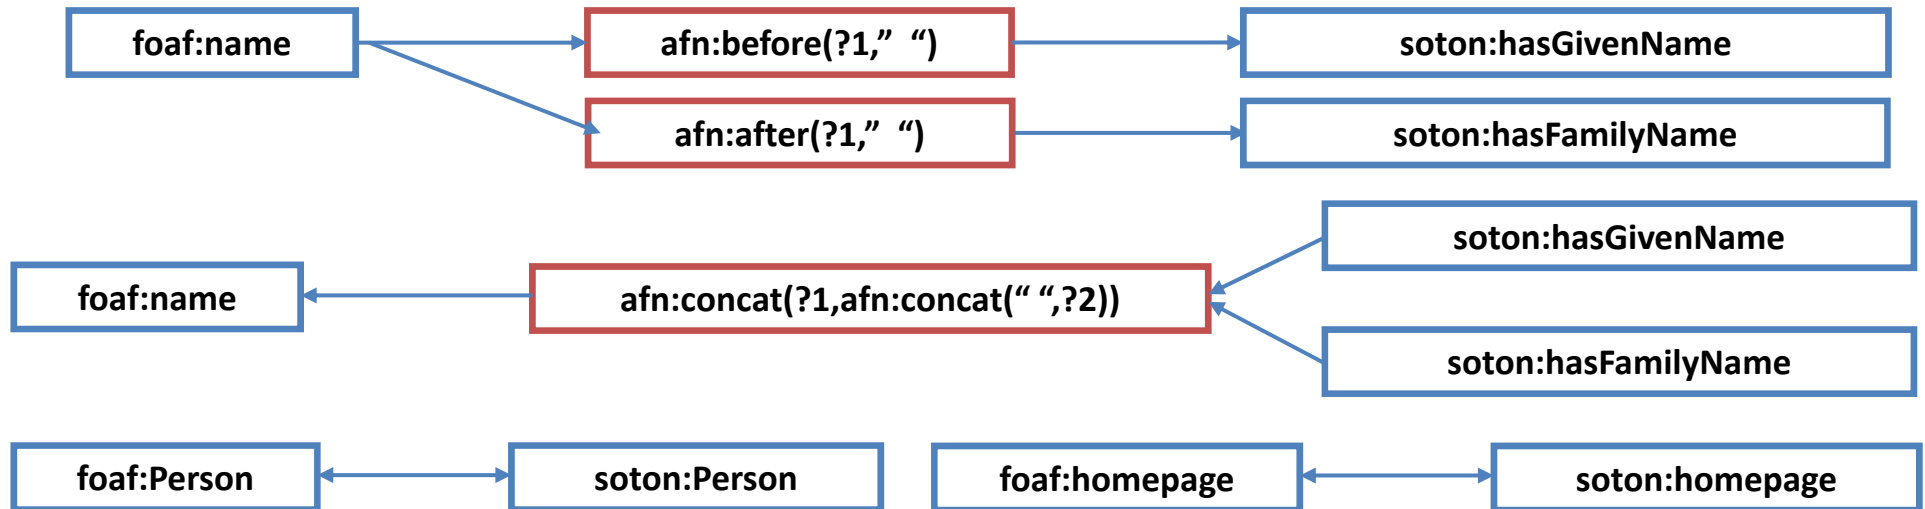 foaf:name
afn:before(?1,”  “)
soton:hasGivenName
afn:after(?1,”  “)
soton:hasFamilyName
soton:hasGivenName
foaf:name
afn:concat(?1,afn:concat(“ “,?2))
soton:hasFamilyName
foaf:Person
soton:Person
foaf:homepage
soton:homepage